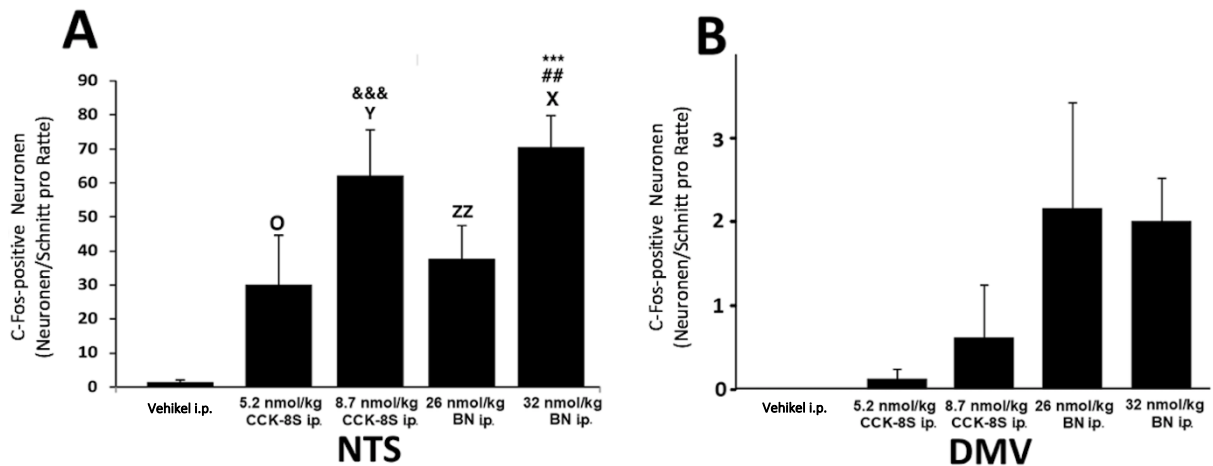 A
C-Fos-positive Neuronen
(Neuronen/Schnitt pro Ratte)
90
80
70
60
50
40
30
20
10
0
O
&&&
Y
ZZ
***
##
X
Vehikel i.p.
5.2 nmol/kg
CCK-8S ip.
8.7 nmol/kg
CCK-8S ip.
26 nmol/kg
BN ip.
32 nmol/kg
BN ip.
NTS
B
C-Fos-positive Neuronen
(Neuronen/Schnitt pro Ratte)
3
2
1
0
Vehikel i.p.
5.2 nmol/kg
CCK-8S ip.
8.7 nmol/kg
CCK-8S ip.
26 nmol/kg
BN ip.
32 nmol/kg
BN ip.
DMV